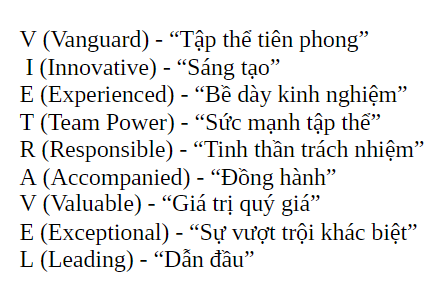 V (Vanguard) - “Tập thể tiên phong”
I (Innovative) - “Sáng tạo”
E (Experienced) - “Bề dày kinh nghiệm”
T (Team Power) - “Sức mạnh tập thể”
R (Responsible) - “Tinh thần trách nhiệm”
A (Accompanied) - “Đồng hành”
V (Valuable) - “Giá trị quý giá”
E (Exceptional) - “Sự vượt trội khác biệt”
L (Leading) - “Dẫn đầu”